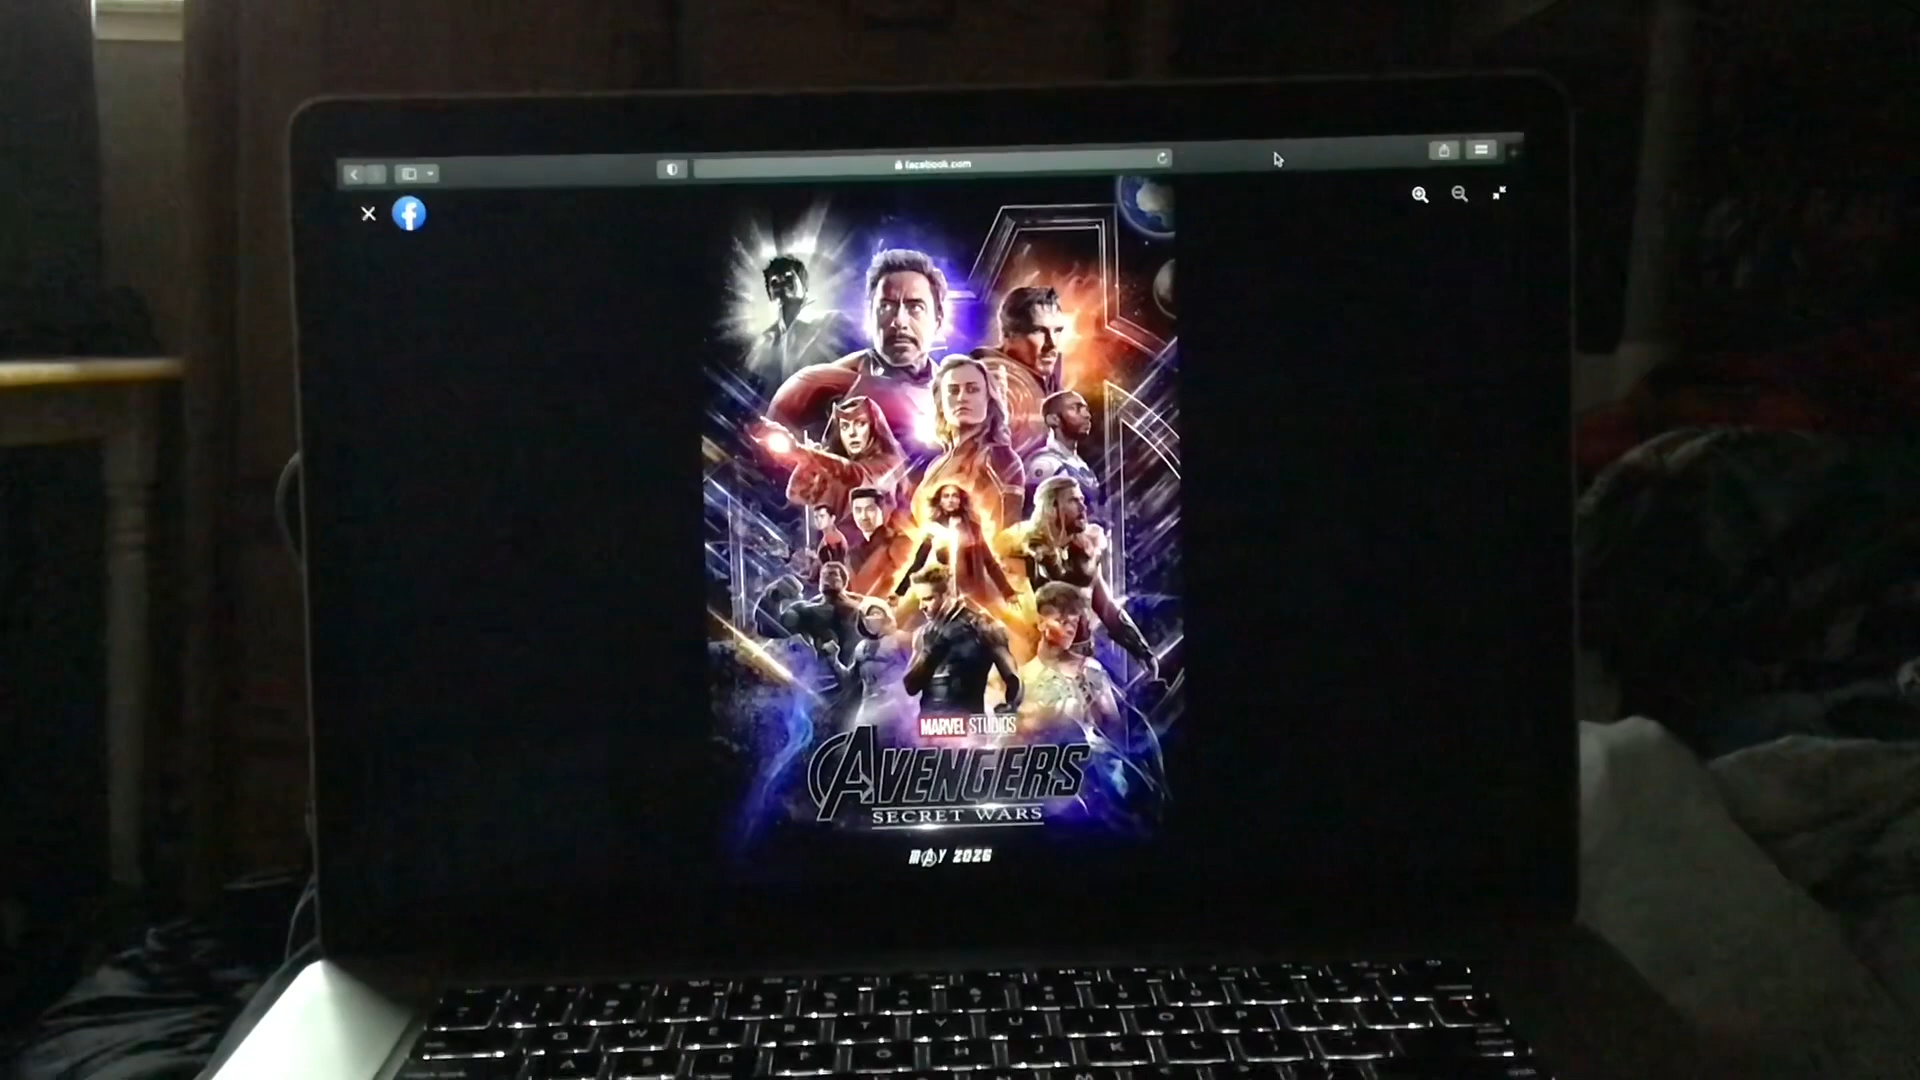 facebook.com
MARVEL STUDIOS
AVENGERS
SECRET WARS
MAY 2026
Q W E R T Y U I O P
A S D F G H J K L
M